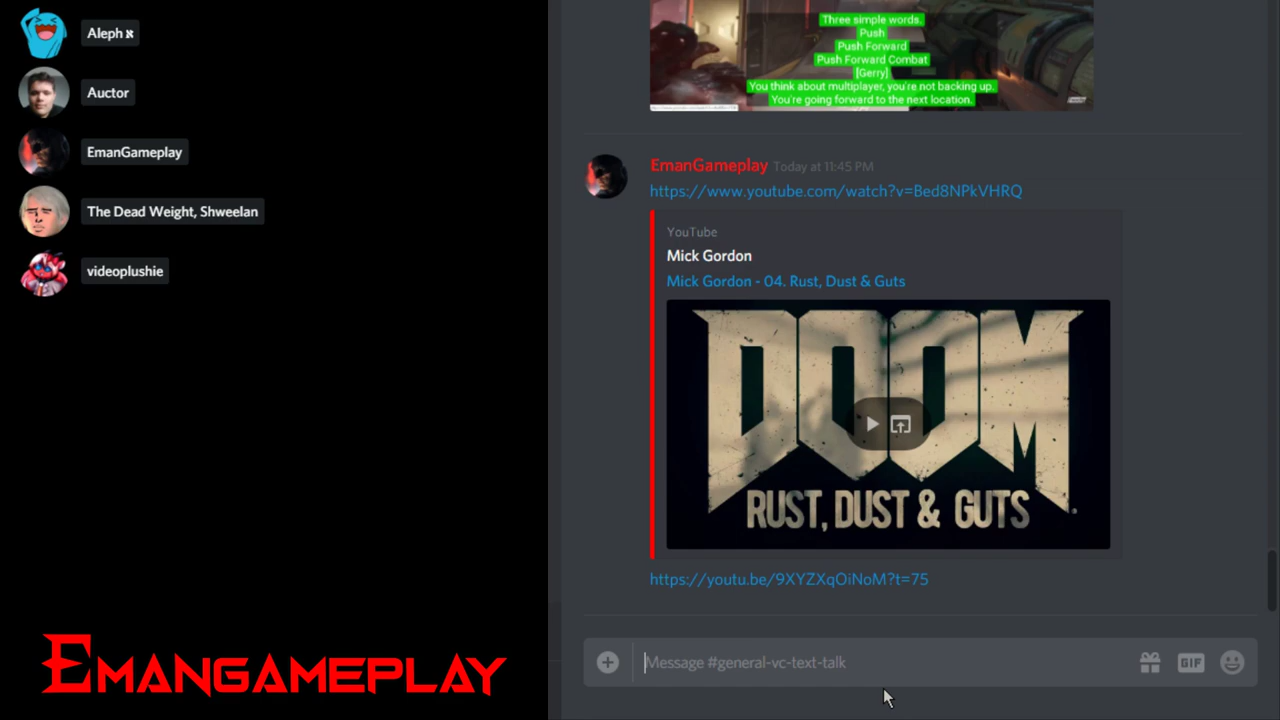 Aleph א
Auctor
EmanGameplay
The Dead Weight, Shweelan
videoplushie
EMANGAMEPLAY
Three simple words.
Push
Push Forward
Push Forward Combat
[Gerry]
You think about multiplayer, you're not backing up.
You're going forward to the next location.
EmanGameplay Today at 11:45 PM
https://www.youtube.com/watch?v=Bed8NPkVHRQ
YouTube
Mick Gordon
Mick Gordon - 04. Rust, Dust & Guts
DOOM
RUST, DUST & GUTS
https://youtu.be/9XYZXqOiNoM?t=75
Message #general-vc-text-talk
GIF